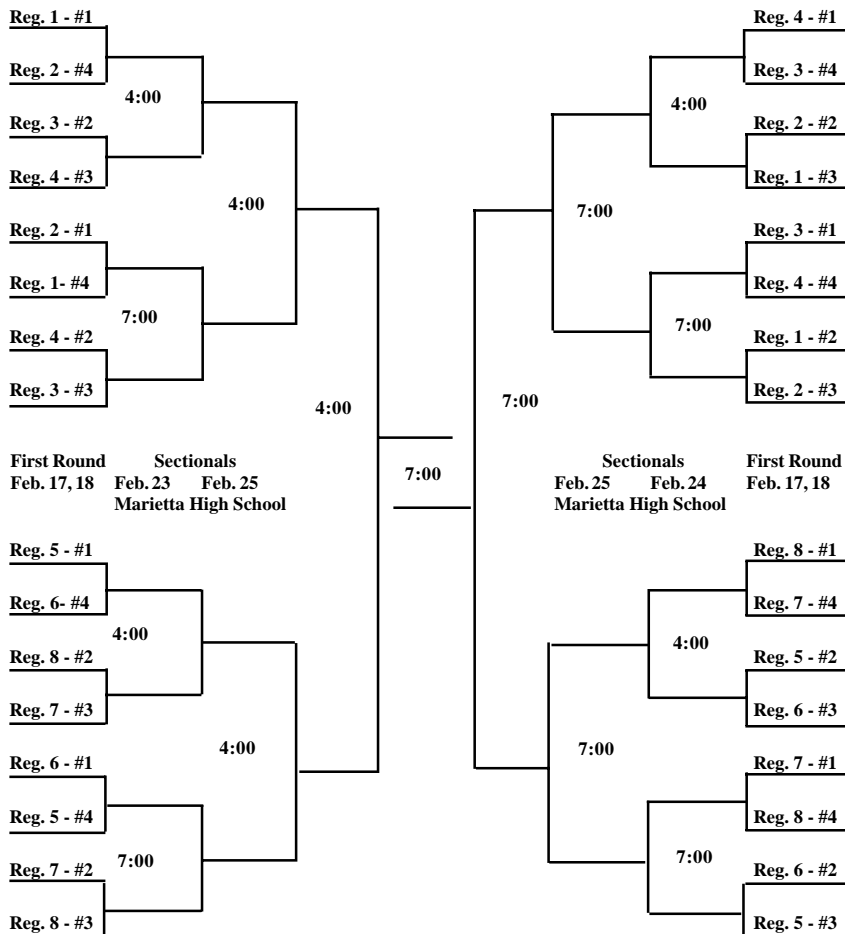 Reg. 1 - #1
Reg. 2 - #4
4:00
Reg. 3 - #2
Reg. 4 - #3
4:00
Reg. 2 - #1
Reg. 1- #4
7:00
Reg. 4 - #2
Reg. 3 - #3
4:00
First Round Sectionals
Feb. 17, 18 Feb. 23 Feb. 25
Marietta High School
Reg. 5 - #1
Reg. 6- #4
4:00
Reg. 8 - #2
Reg. 7 - #3
4:00
Reg. 6 - #1
Reg. 5 - #4
7:00
Reg. 7 - #2
Reg. 8 - #3
7:00
Reg. 4 - #1
Reg. 3 - #4
4:00
Reg. 2 - #2
Reg. 1 - #3
7:00
Reg. 3 - #1
Reg. 4 - #4
7:00
Reg. 1 - #2
Reg. 2 - #3
7:00
Sectionals First Round
Feb. 25 Feb. 24 Feb. 17, 18
Marietta High School
Reg. 8 - #1
Reg. 7 - #4
4:00
Reg. 5 - #2
Reg. 6 - #3
7:00
Reg. 7 - #1
Reg. 8 - #4
7:00
Reg. 6 - #2
Reg. 5 - #3